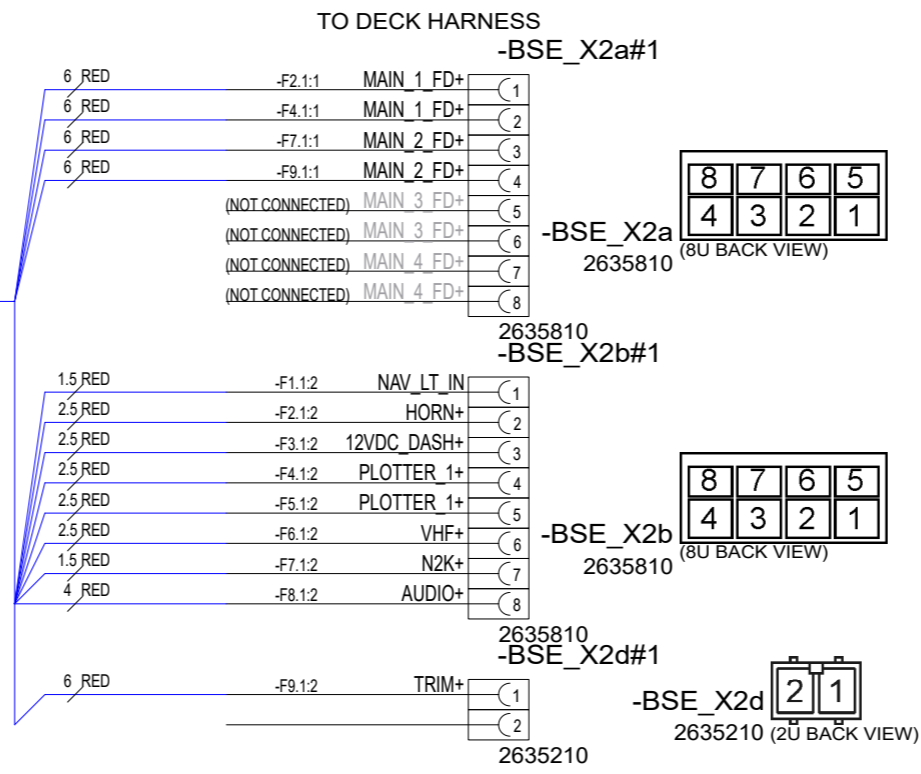 TO DECK HARNESS
-BSE_X2a#1
6 RED -F2.1:1 MAIN_1_FD+ 1
6 RED -F4.1:1 MAIN_1_FD+ 2
6 RED -F7.1:1 MAIN_2_FD+ 3
6 RED -F9.1:1 MAIN_2_FD+ 4
(NOT CONNECTED) MAIN_3_FD+ 5
(NOT CONNECTED) MAIN_3_FD+ 6
(NOT CONNECTED) MAIN_4_FD+ 7
(NOT CONNECTED) MAIN_4_FD+ 8
2635810
8 7 6 5
4 3 2 1
-BSE_X2a
2635810 (8U BACK VIEW)
-BSE_X2b#1
1.5 RED -F1.1:2 NAV_LT_IN 1
2.5 RED -F2.1:2 HORN+ 2
2.5 RED -F3.1:2 12VDC_DASH+ 3
2.5 RED -F4.1:2 PLOTTER_1+ 4
2.5 RED -F5.1:2 PLOTTER_1+ 5
2.5 RED -F6.1:2 VHF+ 6
1.5 RED -F7.1:2 N2K+ 7
4 RED -F8.1:2 AUDIO+ 8
2635810
8 7 6 5
4 3 2 1
-BSE_X2b
2635810 (8U BACK VIEW)
-BSE_X2d#1
6 RED -F9.1:2 TRIM+ 1
2
2635210
2 1
-BSE_X2d
2635210 (2U BACK VIEW)